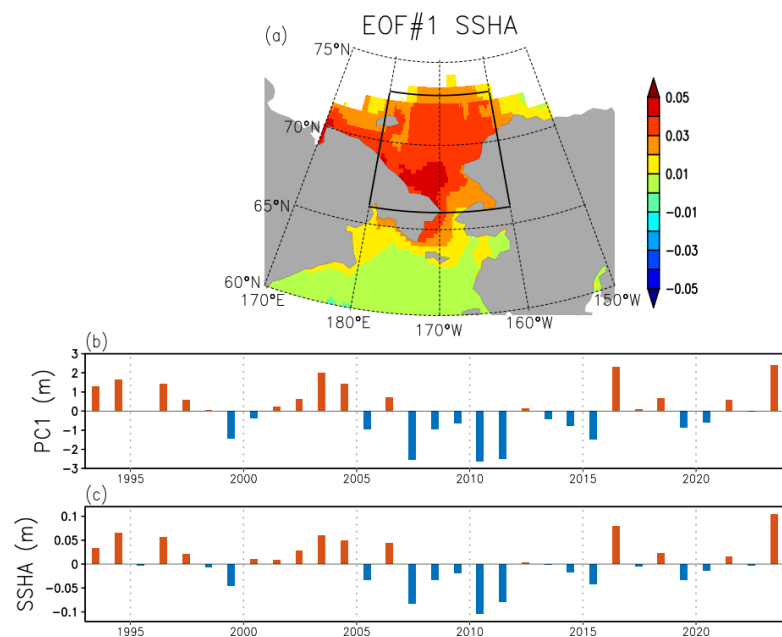 EOF#1 SSHA
(a)
75°N
70°N
65°N
60°N
170°E
180°E
170°W
160°W
150°W
0.05
0.03
0.01
-0.01
-0.03
-0.05
(b)
PC1 (m)
3
2
1
0
-1
-2
-3
1995 2000 2005 2010 2015 2020
(c)
SSHA (m)
0.1
0.05
0
-0.05
-0.1
1995 2000 2005 2010 2015 2020